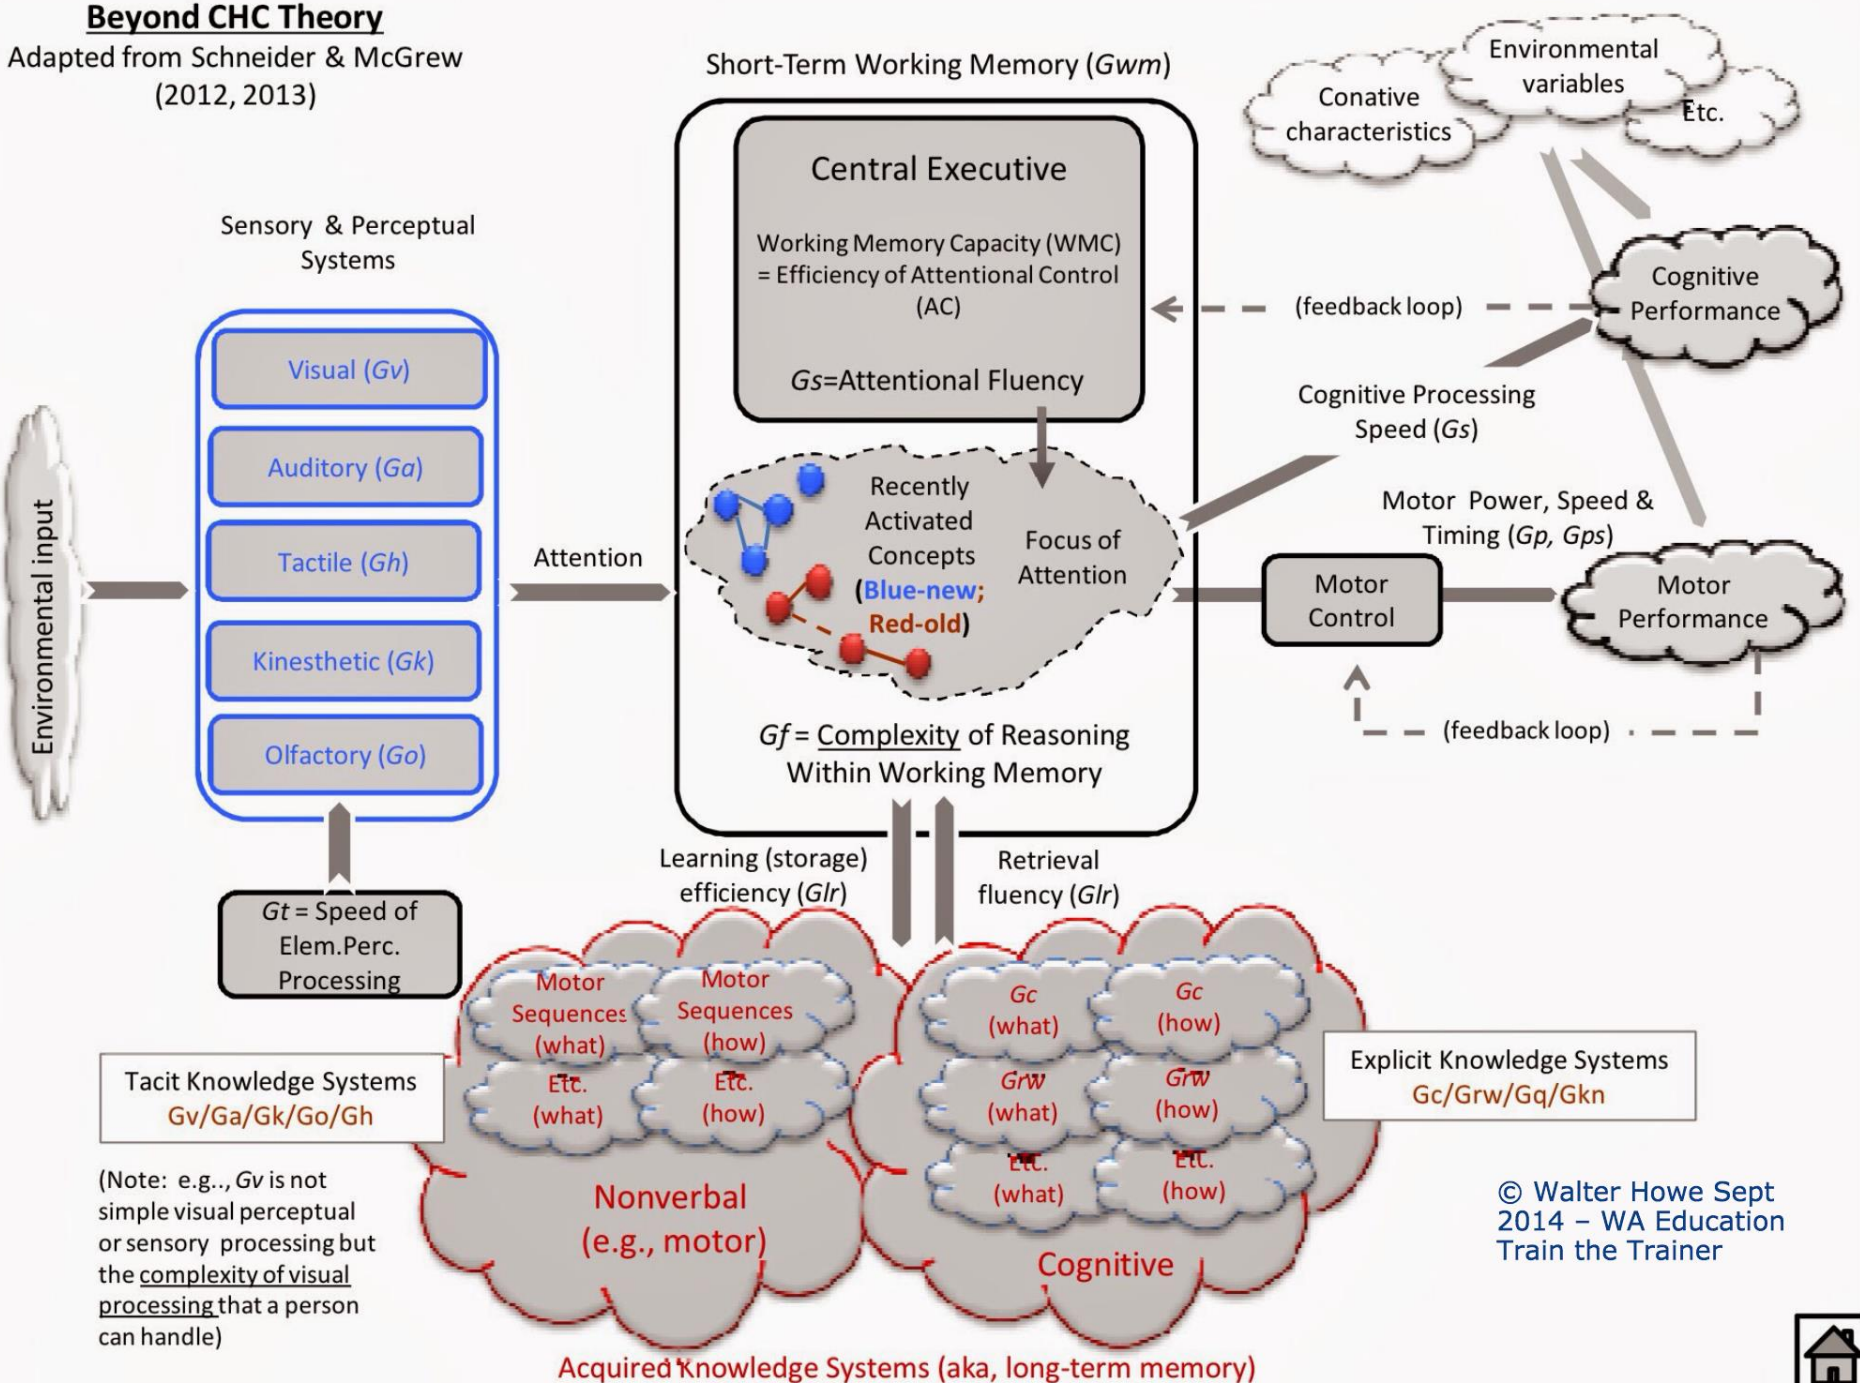 Beyond CHC Theory
Adapted from Schneider & McGrew
(2012, 2013)
Short-Term Working Memory (Gwm)
Central Executive
Working Memory Capacity (WMC)
= Efficiency of Attentional Control
(AC)
Gs=Attentional Fluency
Conative
characteristics
Environmental
variables
Etc.
Sensory & Perceptual
Systems
Visual (Gv)
Auditory (Ga)
Tactile (Gh)
Kinesthetic (Gk)
Olfactory (Go)
Environmental input
Attention
Recently
Activated
Concepts
(Blue-new;
Red-old)
Focus of
Attention
Gf = Complexity of Reasoning
Within Working Memory
(feedback loop)
Cognitive
Performance
Cognitive Processing
Speed (Gs)
Motor Power, Speed &
Timing (Gp, Gps)
Motor
Control
Motor
Performance
(feedback loop)
Gt = Speed of
Elem.Perc.
Processing
Learning (storage)
efficiency (Glr)
Retrieval
fluency (Glr)
Motor
Sequences
(what)
Motor
Sequences
(how)
Etc.
(what)
Etc.
(how)
Gc
(what)
Gc
(how)
Grw
(what)
Grw
(how)
Etc.
(what)
Etc.
(how)
Tacit Knowledge Systems
Gv/Ga/Gk/Go/Gh
Explicit Knowledge Systems
Gc/Grw/Gq/Gkn
(Note: e.g.., Gv is not
simple visual perceptual
or sensory processing but
the complexity of visual
processing that a person
can handle)
Nonverbal
(e.g., motor)
Cognitive
© Walter Howe Sept
2014 – WA Education
Train the Trainer
Acquired Knowledge Systems (aka, long-term memory)